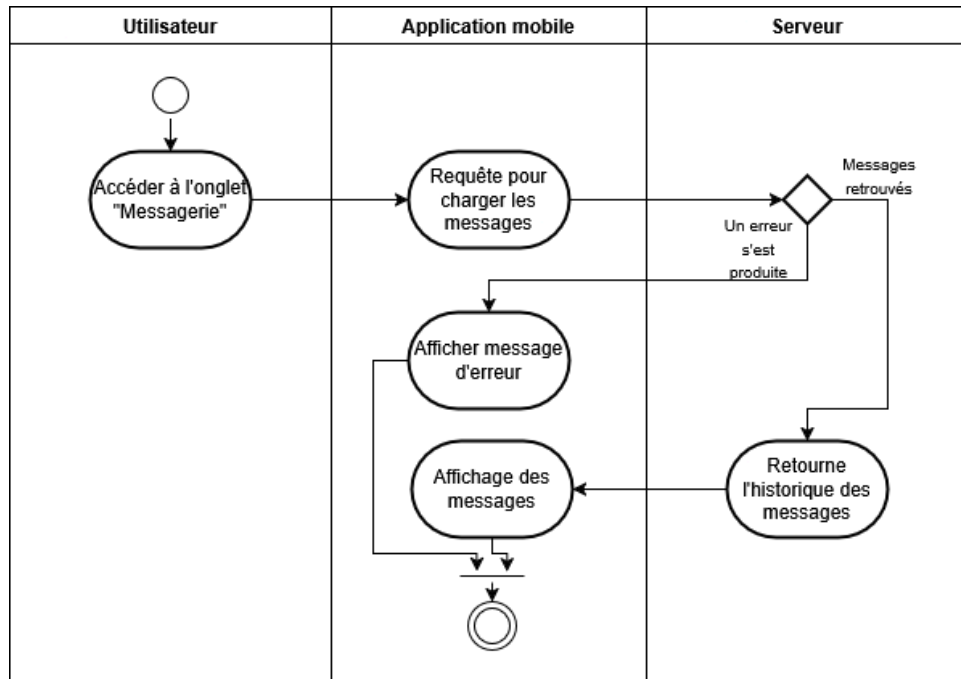 Utilisateur
Application mobile
Serveur
Accéder à l'onglet
"Messagerie"
Requête pour
charger les
messages
Messages
retrouvés
Un erreur
s'est
produite
Afficher message
d'erreur
Affichage des
messages
Retourne
l'historique des
messages